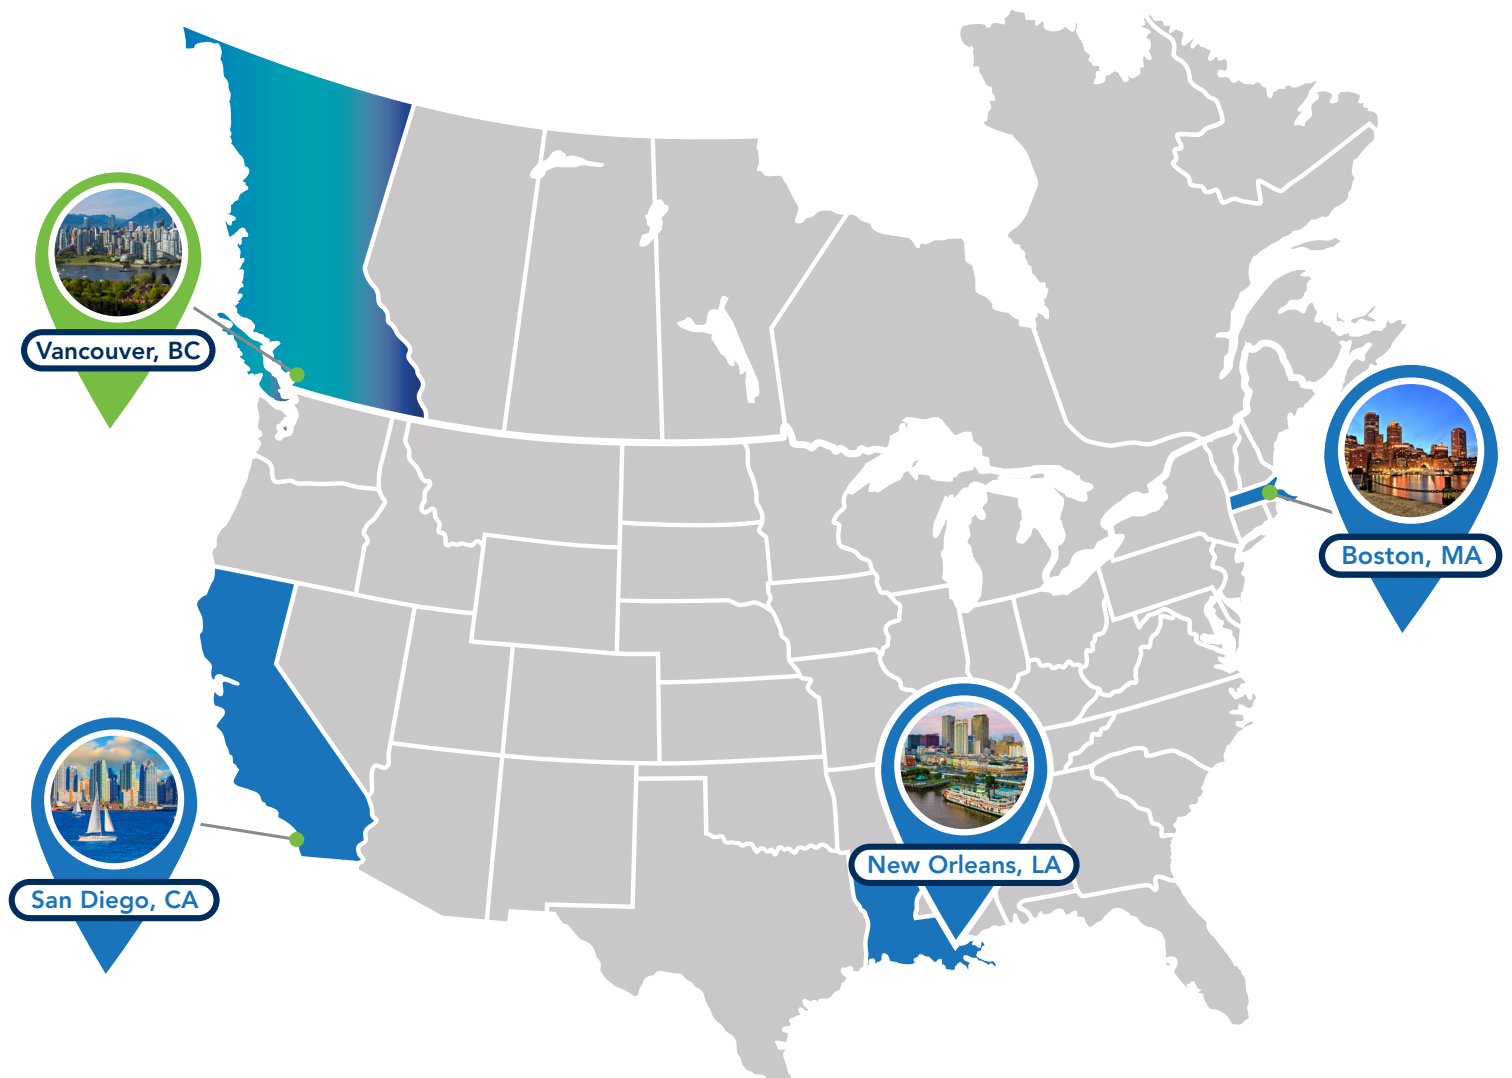 Vancouver, BC
Boston, MA
New Orleans, LA
San Diego, CA